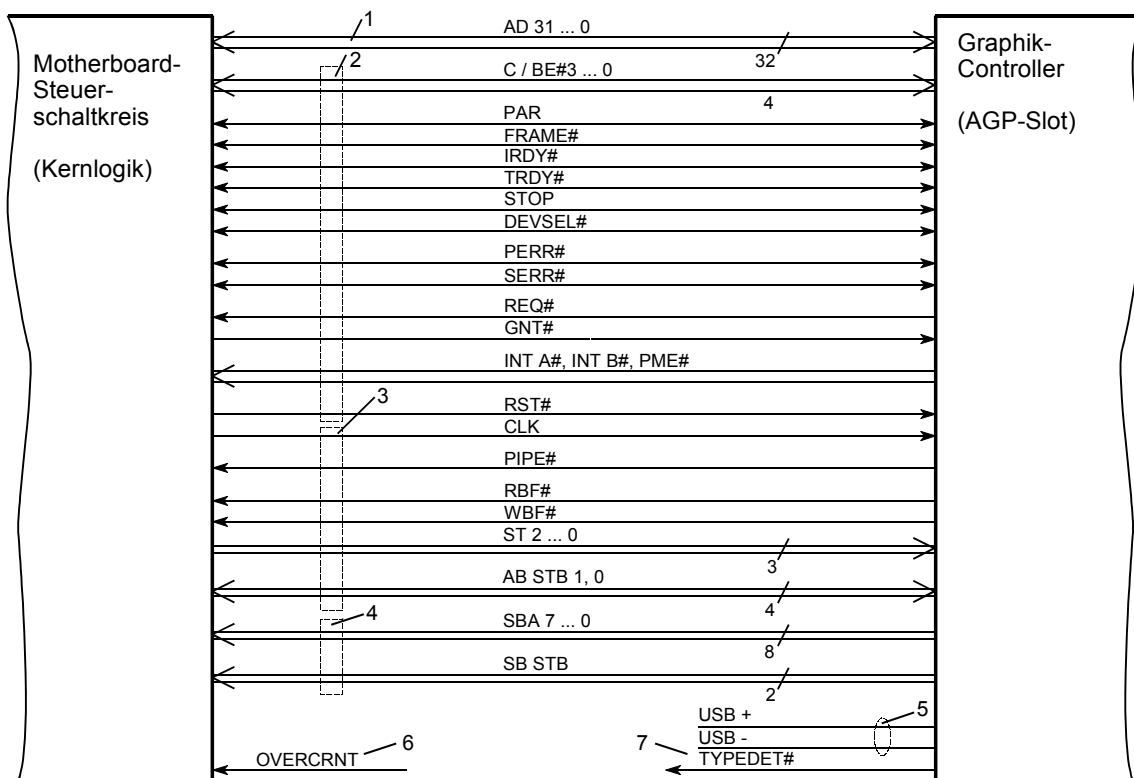 Motherboard-
Steuer-
schaltkreis
(Kernlogik)
Graphik-
Controller
(AGP-Slot)
1
AD 31 ... 0
32
2
C / BE#3 ... 0
4
PAR
FRAME#
IRDY#
TRDY#
STOP
DEVSEL#
PERR#
SERR#
REQ#
GNT#
INT A#, INT B#, PME#
3
RST#
CLK
PIPE#
RBF#
WBF#
ST 2 ... 0
3
AB STB 1, 0
4
4
SBA 7 ... 0
8
SB STB
2
USB +
5
USB -
OVERCRNT
6
7
TYPEDET#